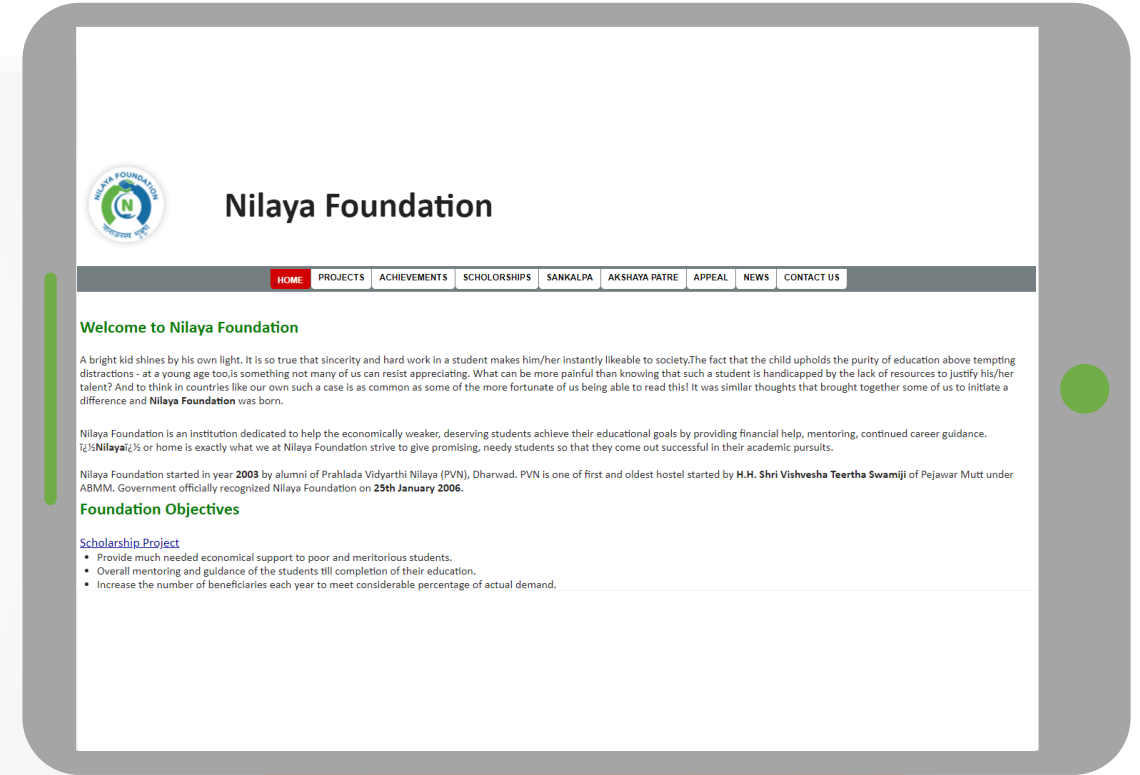 NILAYA FOUNDATION
N
Nilaya Foundation
HOME PROJECTS ACHIEVEMENTS SCHOLORSHIPS SANKALPA AKSHAYA PATRE APPEAL NEWS CONTACT US
Welcome to Nilaya Foundation
A bright kid shines by his own light. It is so true that sincerity and hard work in a student makes him/her instantly likeable to society.The fact that the child upholds the purity of education above tempting
distractions - at a young age too,is something not many of us can resist appreciating. What can be more painful than knowing that such a student is handicapped by the lack of resources to justify his/her
talent? And to think in countries like our own such a case is as common as some of the more fortunate of us being able to read this! It was similar thoughts that brought together some of us to initiate a
difference and Nilaya Foundation was born.
Nilaya Foundation is an institution dedicated to help the economically weaker, deserving students achieve their educational goals by providing financial help, mentoring, continued career guidance.
ï¿½Nilayaï¿½ or home is exactly what we at Nilaya Foundation strive to give promising, needy students so that they come out successful in their academic pursuits.
Nilaya Foundation started in year 2003 by alumni of Prahlada Vidyarthi Nilaya (PVN), Dharwad. PVN is one of first and oldest hostel started by H.H. Shri Vishvesha Teertha Swamiji of Pejawar Mutt under
ABMM. Government officially recognized Nilaya Foundation on 25th January 2006.
Foundation Objectives
Scholarship Project
• Provide much needed economical support to poor and meritorious students.
• Overall mentoring and guidance of the students till completion of their education.
• Increase the number of beneficiaries each year to meet considerable percentage of actual demand.